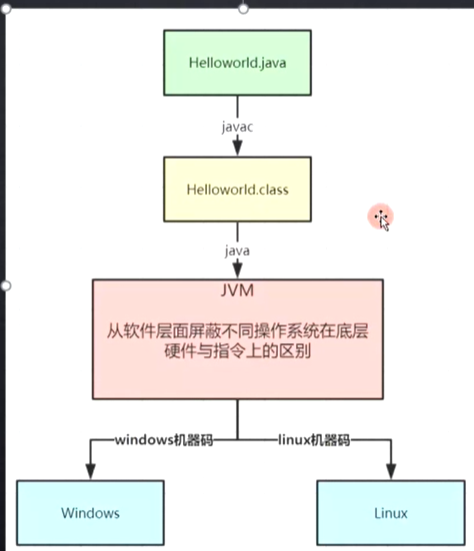 Helloworld.java
javac
Helloworld.class
java
JVM
从软件层面屏蔽不同操作系统在底层
硬件与指令上的区别
windows机器码
linux机器码
Windows
Linux